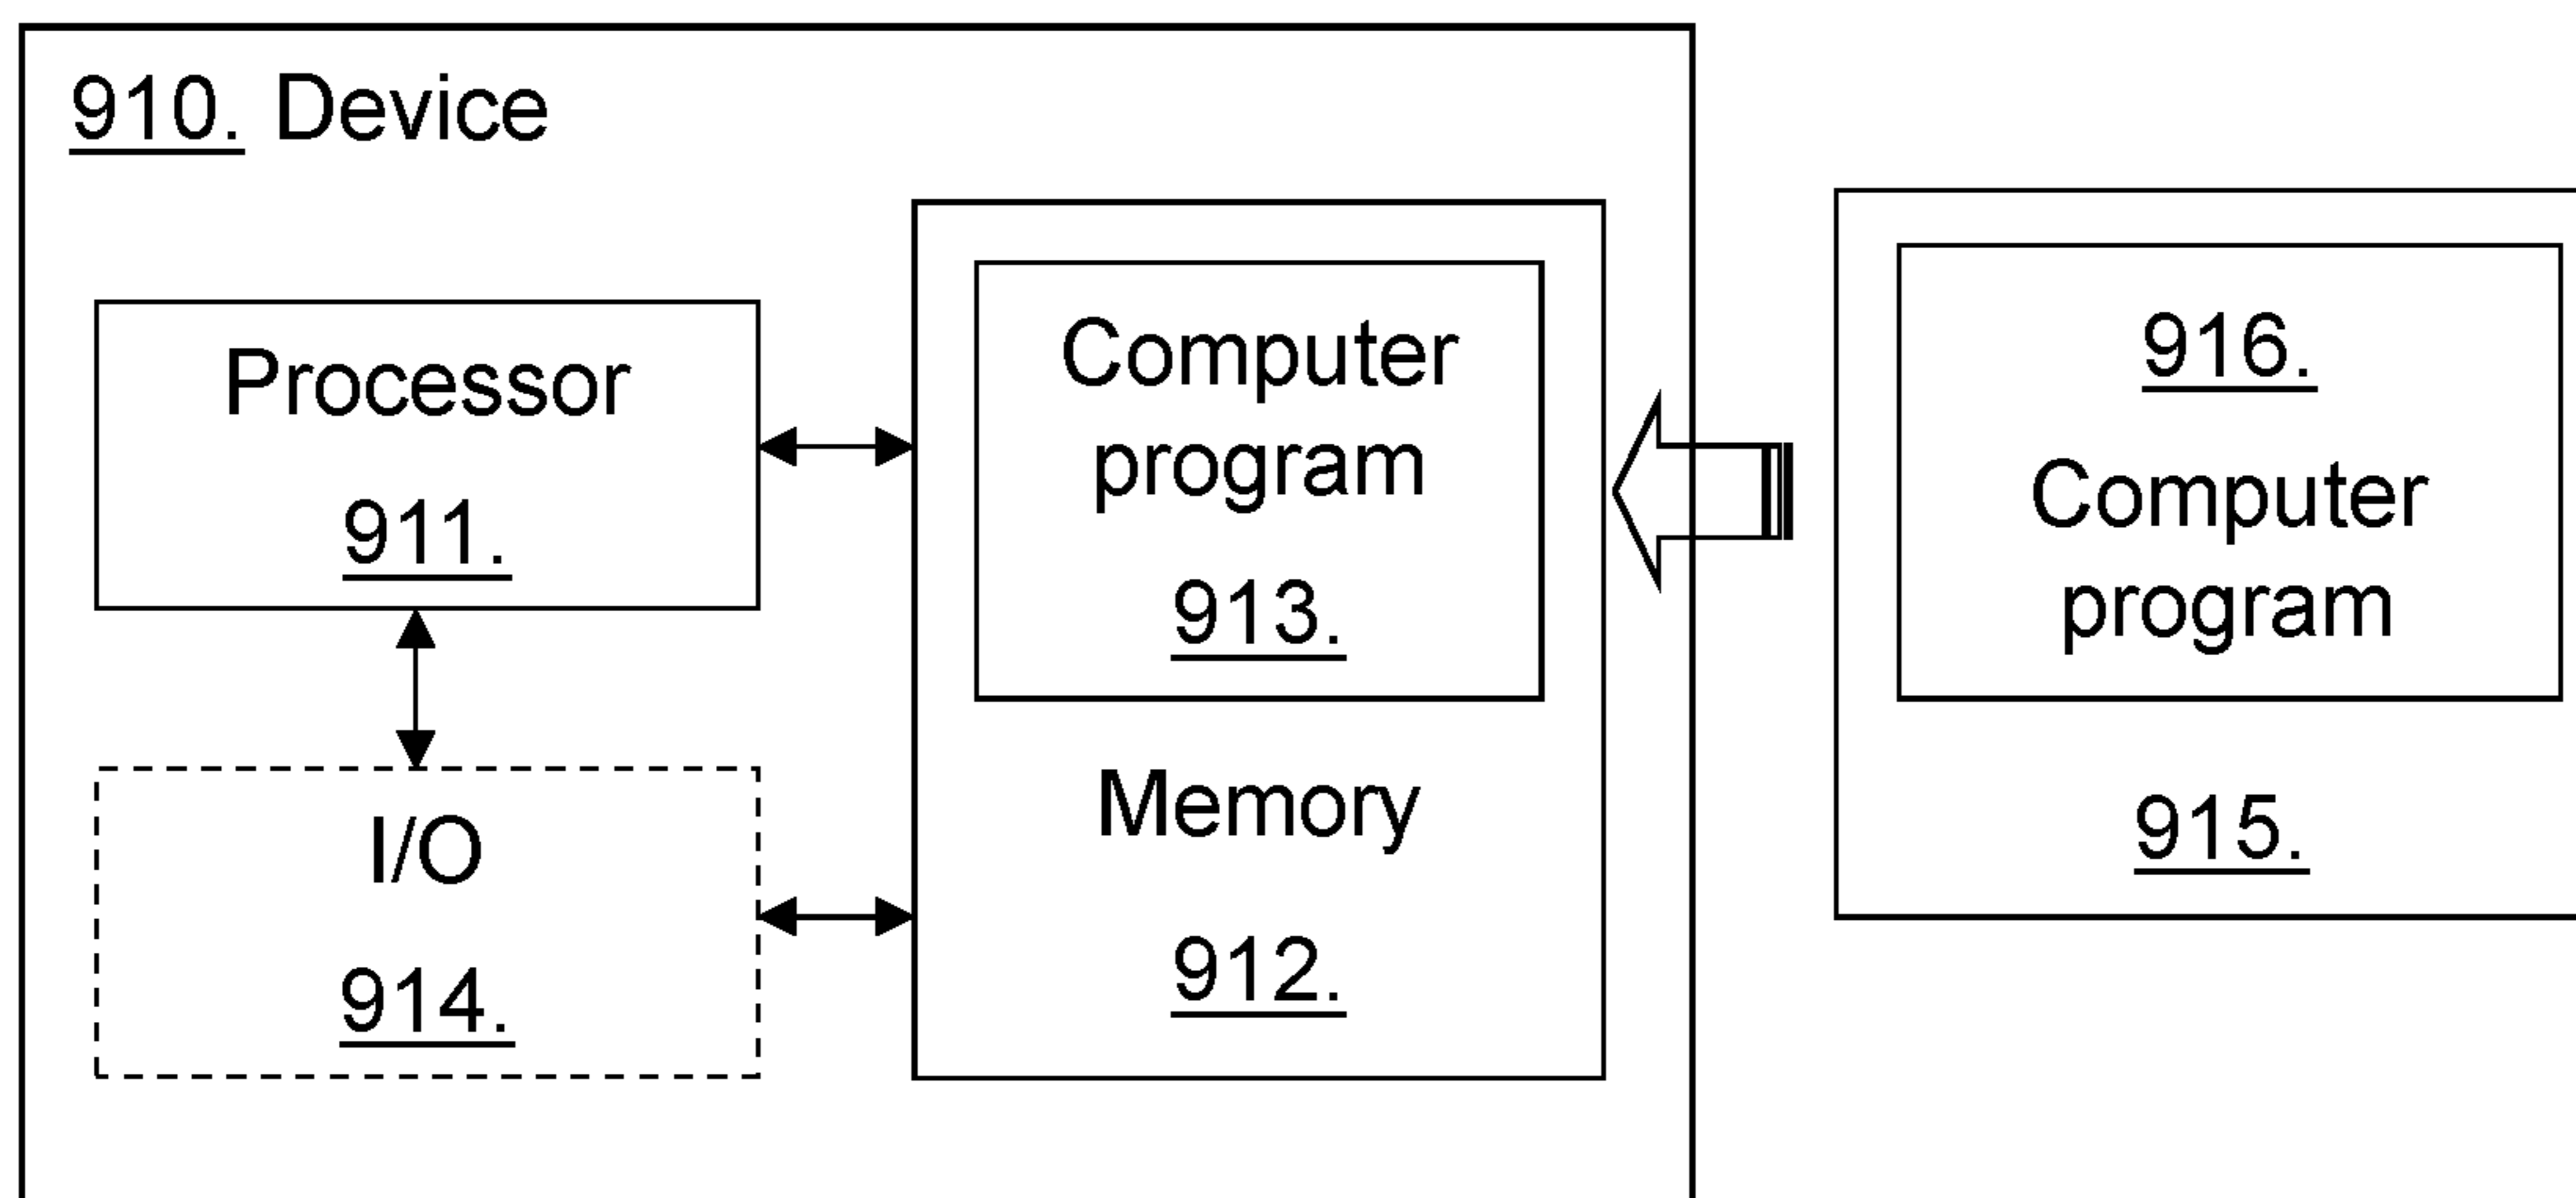 910. Device
Processor
911.
I/O
914.
Computer
program
913.
Memory
912.
916.
Computer
program
915.